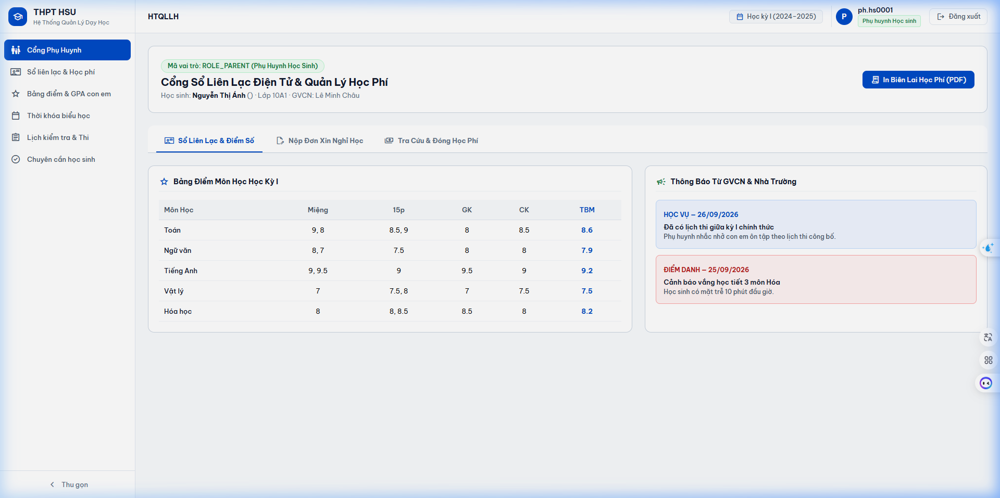 THPT HSU
Hệ Thống Quản Lý Dạy Học
HTQLLH
Học kỳ I (2024-2025)
P
ph.hs0001
Phụ huynh Học sinh
Đăng xuất
Cổng Phụ Huynh
Sổ liên lạc & Học phí
Bảng điểm & GPA con em
Thời khóa biểu học
Lịch kiểm tra & Thi
Chuyên cần học sinh
Thu gọn
Mã vai trò: ROLE_PARENT (Phụ Huynh Học Sinh)
Cổng Sổ Liên Lạc Điện Tử & Quản Lý Học Phí
Học sinh: Nguyễn Thị Ánh () · Lớp 10A1 · GVCN: Lê Minh Châu
In Biên Lai Học Phí (PDF)
Sổ Liên Lạc & Điểm Số
Nộp Đơn Xin Nghỉ Học
Tra Cứu & Đóng Học Phí
Bảng Điểm Môn Học Học Kỳ I
Môn Học Miệng 15p GK CK TBM
Toán 9, 8 8.5, 9 8 8.5 8.6
Ngữ văn 8, 7 7.5 8 8 7.9
Tiếng Anh 9, 9.5 9 9.5 9 9.2
Vật lý 7 7.5, 8 7 7.5 7.5
Hóa học 8 8, 8.5 8.5 8 8.2
Thông Báo Từ GVCN & Nhà Trường
HỌC VỤ — 26/09/2026
Đã có lịch thi giữa kỳ I chính thức
Phụ huynh nhắc nhở con em ôn tập theo lịch thi công bố.
ĐIỂM DANH — 25/09/2026
Cảnh báo vắng học tiết 3 môn Hóa
Học sinh có mặt trễ 10 phút đầu giờ.